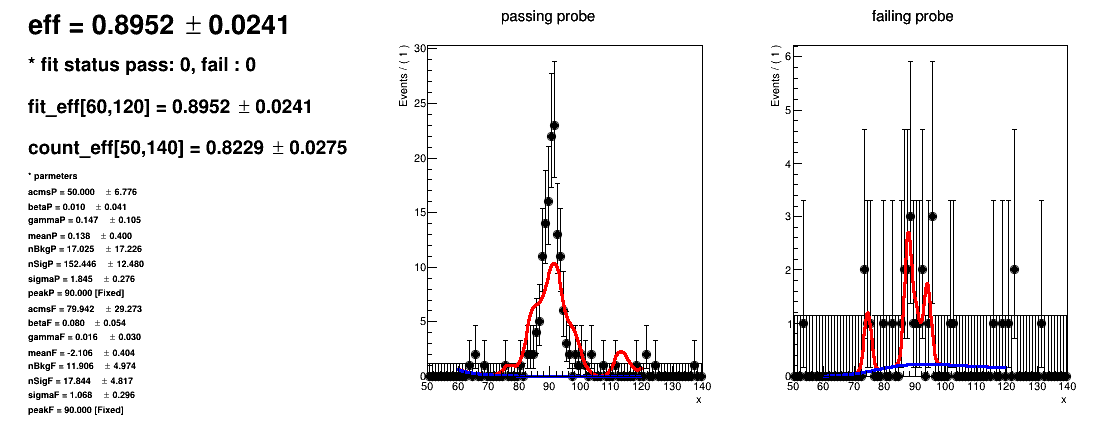 eff = 0.8952 ± 0.0241
* fit status pass: 0, fail : 0
fit_eff[60,120] = 0.8952 ± 0.0241
count_eff[50,140] = 0.8229 ± 0.0275
* parmeters
acmsP = 50.000 ± 6.776
betaP = 0.010 ± 0.041
gammaP = 0.147 ± 0.105
meanP = 0.138 ± 0.400
nBkgP = 17.025 ± 17.226
nSigP = 152.446 ± 12.480
sigmaP = 1.845 ± 0.276
peakP = 90.000 [Fixed]
acmsF = 79.942 ± 29.273
betaF = 0.080 ± 0.054
gammaF = 0.016 ± 0.030
meanF = -2.106 ± 0.404
nBkgF = 11.906 ± 4.974
nSigF = 17.844 ± 4.817
sigmaF = 1.068 ± 0.296
peakF = 90.000 [Fixed]
passing probe
Events / ( 1 )
30
25
20
15
10
5
0
50 60 70 80 90 100 110 120 130 140
x
failing probe
Events / ( 1 )
6
5
4
3
2
1
0
50 60 70 80 90 100 110 120 130 140
x